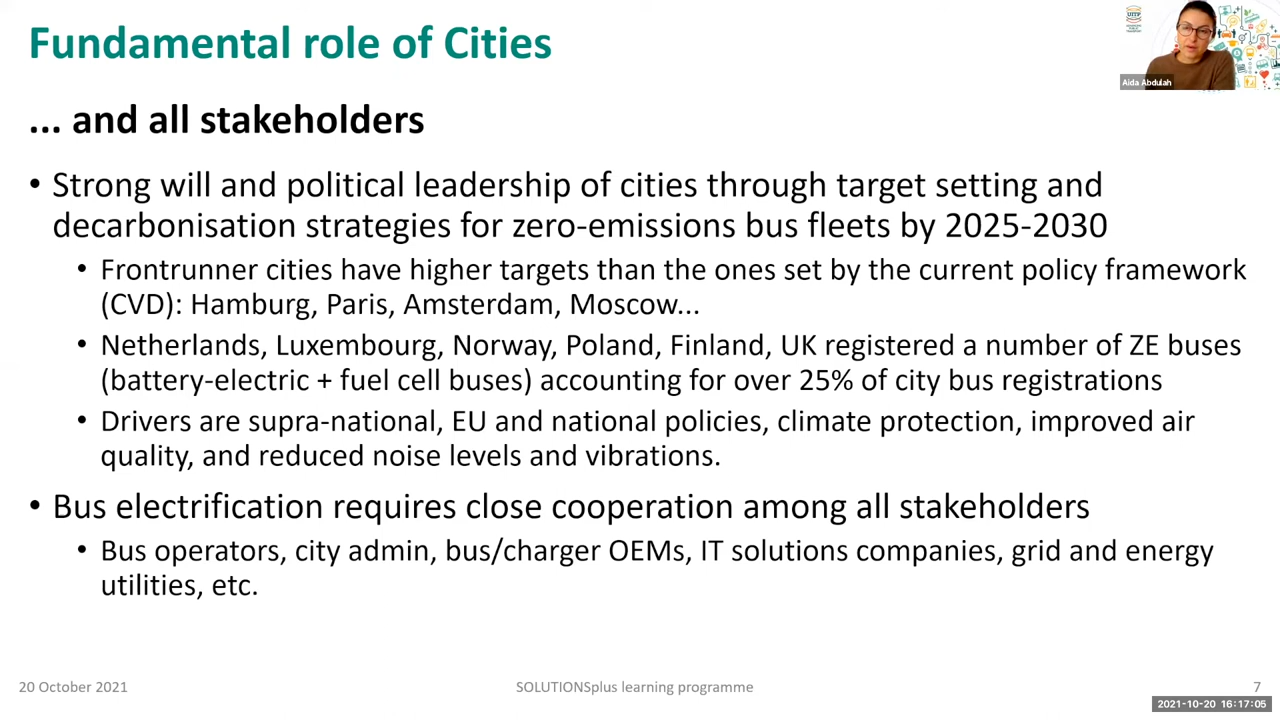 Fundamental role of Cities
... and all stakeholders
• Strong will and political leadership of cities through target setting and
decarbonisation strategies for zero-emissions bus fleets by 2025-2030
• Frontrunner cities have higher targets than the ones set by the current policy framework
(CVD): Hamburg, Paris, Amsterdam, Moscow...
• Netherlands, Luxembourg, Norway, Poland, Finland, UK registered a number of ZE buses
(battery-electric + fuel cell buses) accounting for over 25% of city bus registrations
• Drivers are supra-national, EU and national policies, climate protection, improved air
quality, and reduced noise levels and vibrations.
• Bus electrification requires close cooperation among all stakeholders
• Bus operators, city admin, bus/charger OEMs, IT solutions companies, grid and energy
utilities, etc.
UITP
Aida Abdulah
20 October 2021
SOLUTIONSplus learning programme
7
2021-10-20 16:17:05